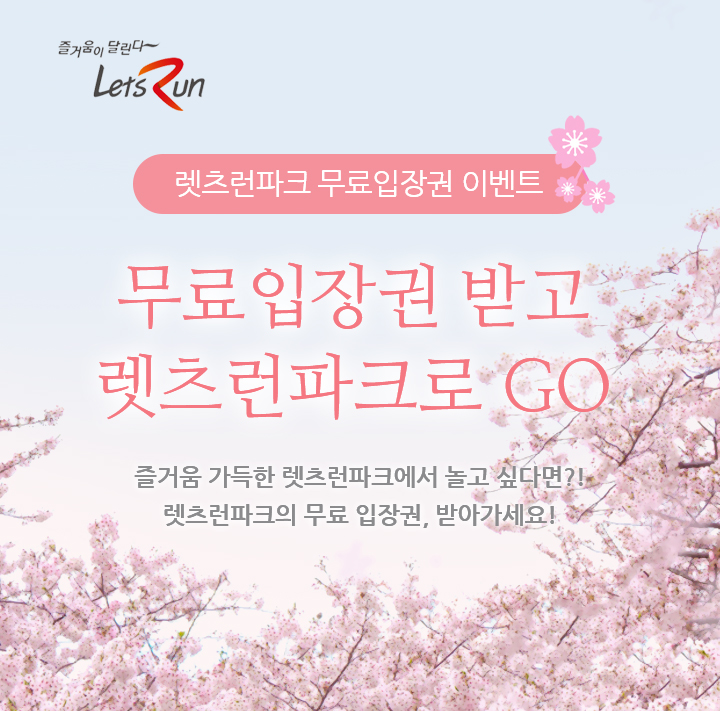 즐거움이 달린다~
Let's Run
렛츠런파크 무료입장권 이벤트
무료입장권 받고
렛츠런파크로 GO
즐거움 가득한 렛츠런파크에서 놀고 싶다면?!
렛츠런파크의 무료 입장권, 받아가세요!